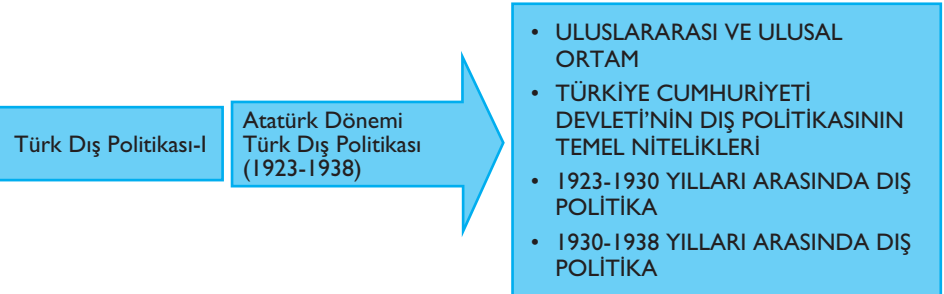 Türk Dış Politikası-I
Atatürk Dönemi
Türk Dış Politikası
(1923-1938)
• ULUSLARARASI VE ULUSAL
ORTAM
• TÜRKİYE CUMHURİYETİ
DEVLETİ’NİN DIŞ POLİTİKASININ
TEMEL NİTELİKLERİ
• 1923-1930 YILLARI ARASINDA DIŞ
POLİTİKA
• 1930-1938 YILLARI ARASINDA DIŞ
POLİTİKA